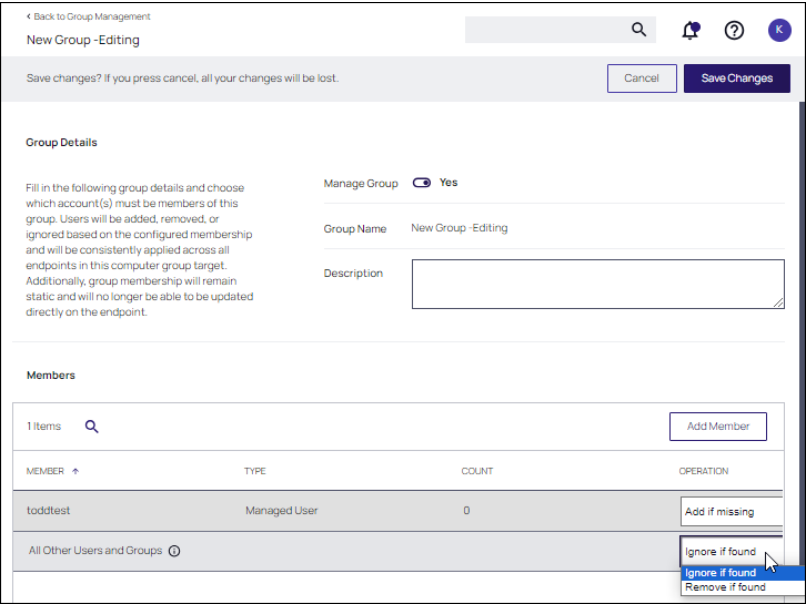 Back to Group Management
New Group -Editing
K
Save changes? If you press cancel, all your changes will be lost.
Cancel
Save Changes
Group Details
Fill in the following group details and choose
which account(s) must be members of this
group. Users will be added, removed, or
ignored based on the configured membership
and will be consistently applied across all
endpoints in this computer group target.
Additionally, group membership will remain
static and will no longer be able to be updated
directly on the endpoint.
Manage Group Yes
Group Name New Group -Editing
Description
Members
1 Items
Add Member
MEMBER TYPE COUNT OPERATION
toddtest Managed User 0 Add if missing
All Other Users and Groups Ignore if found
Ignore if found
Remove if found